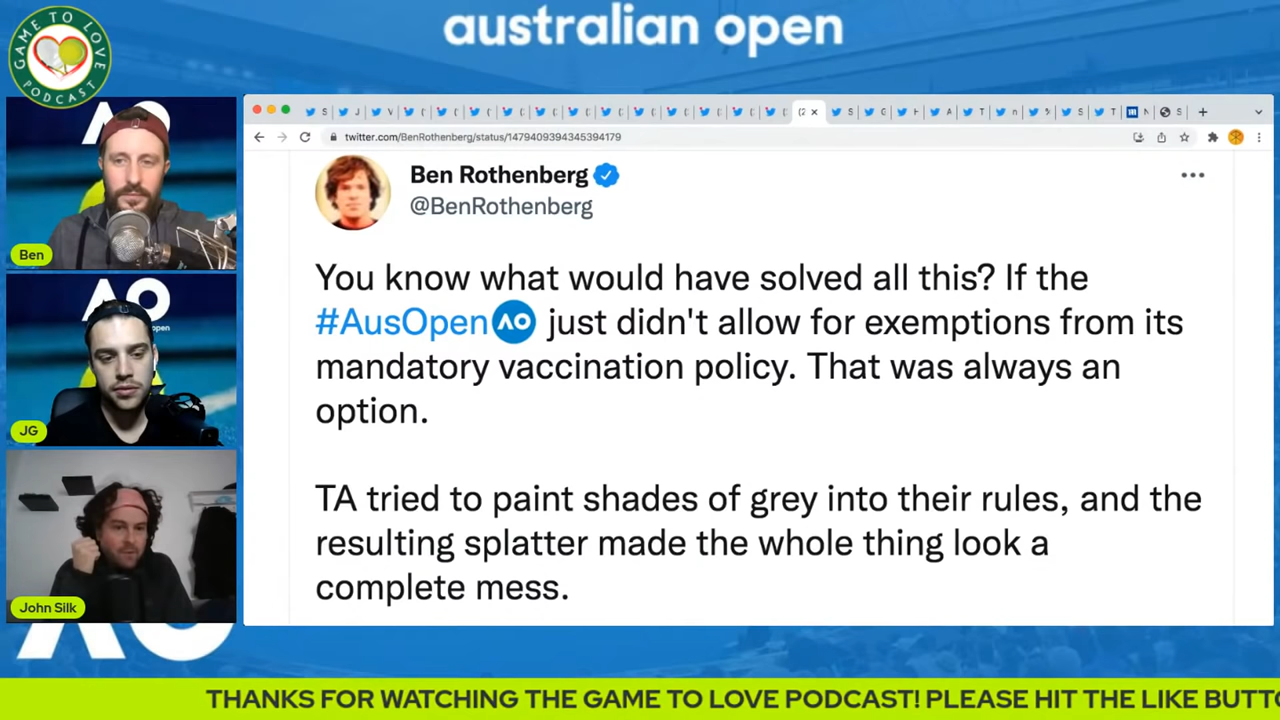 australian open
GAME TO LOVE
PODCAST
Ben
JG
John Silk
twitter.com/BenRothenberg/status/1479409394345394179
Ben Rothenberg
@BenRothenberg
You know what would have solved all this? If the
#AusOpen AO just didn't allow for exemptions from its
mandatory vaccination policy. That was always an
option.
TA tried to paint shades of grey into their rules, and the
resulting splatter made the whole thing look a
complete mess.
THANKS FOR WATCHING THE GAME TO LOVE PODCAST! PLEASE HIT THE LIKE BUTTO